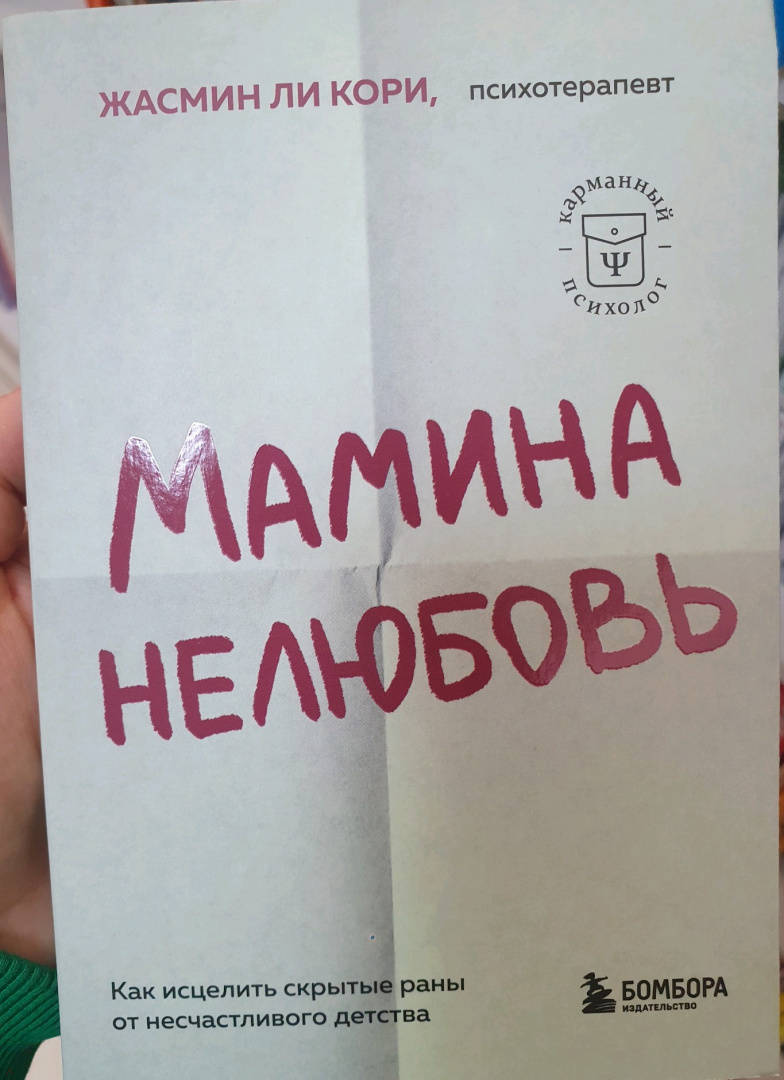 ЖАСМИН ЛИ КОРИ, психотерапевт
карманный
Ψ
психолог
МАМИНА
НЕЛЮБОВЬ
Как исцелить скрытые раны
от несчастливого детства
БОМБОРА
ИЗДАТЕЛЬСТВО